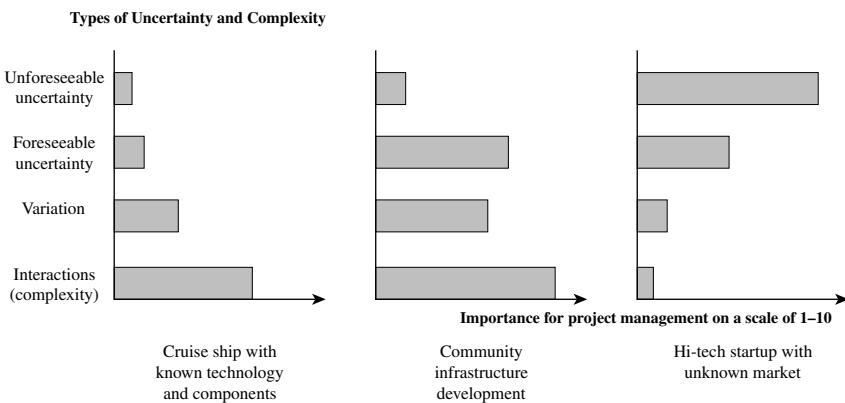 Types of Uncertainty and Complexity
Unforeseeable
uncertainty
Foreseeable
uncertainty
Variation
Interactions
(complexity)
Importance for project management on a scale of 1–10
Cruise ship with
known technology
and components
Community
infrastructure
development
Hi-tech startup with
unknown market